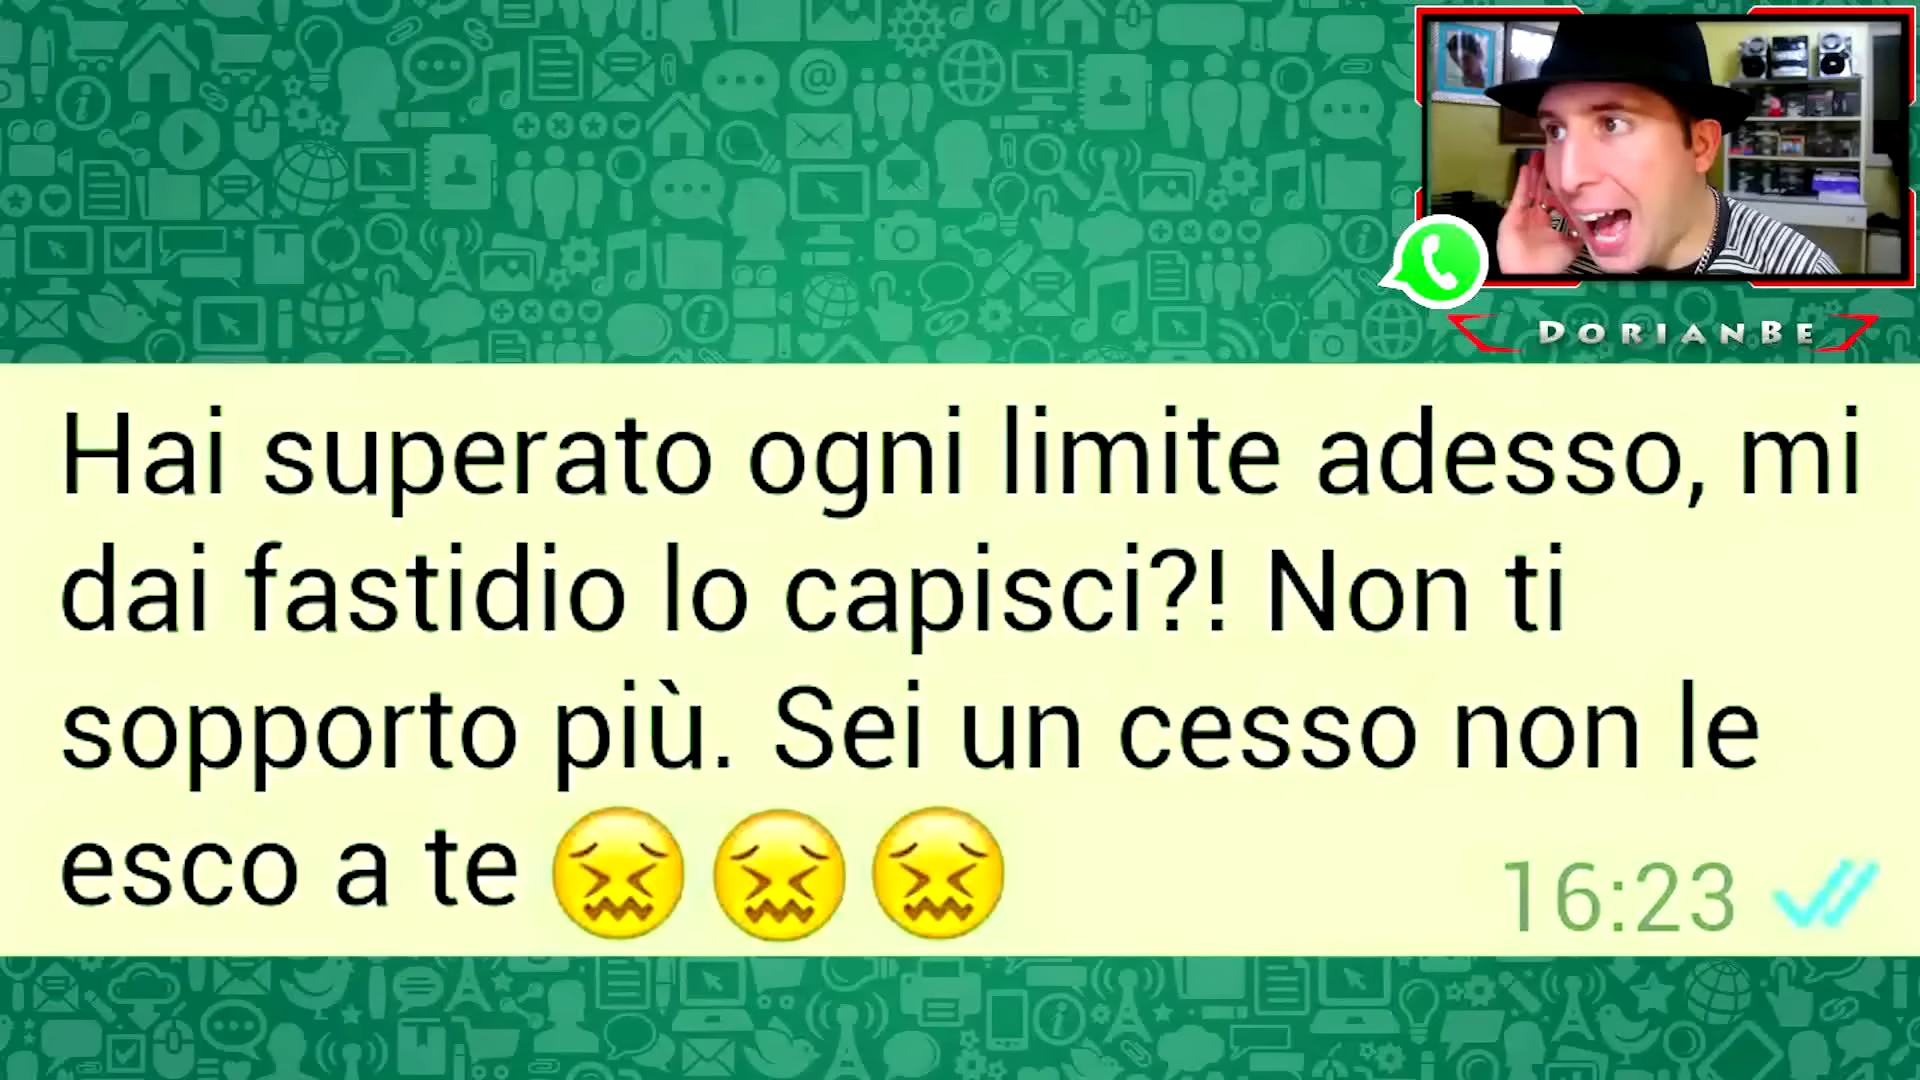 DORIANBE
Hai superato ogni limite adesso, mi
dai fastidio lo capisci?! Non ti
sopporto più. Sei un cesso non le
esco a te 😖😖😖
16:23